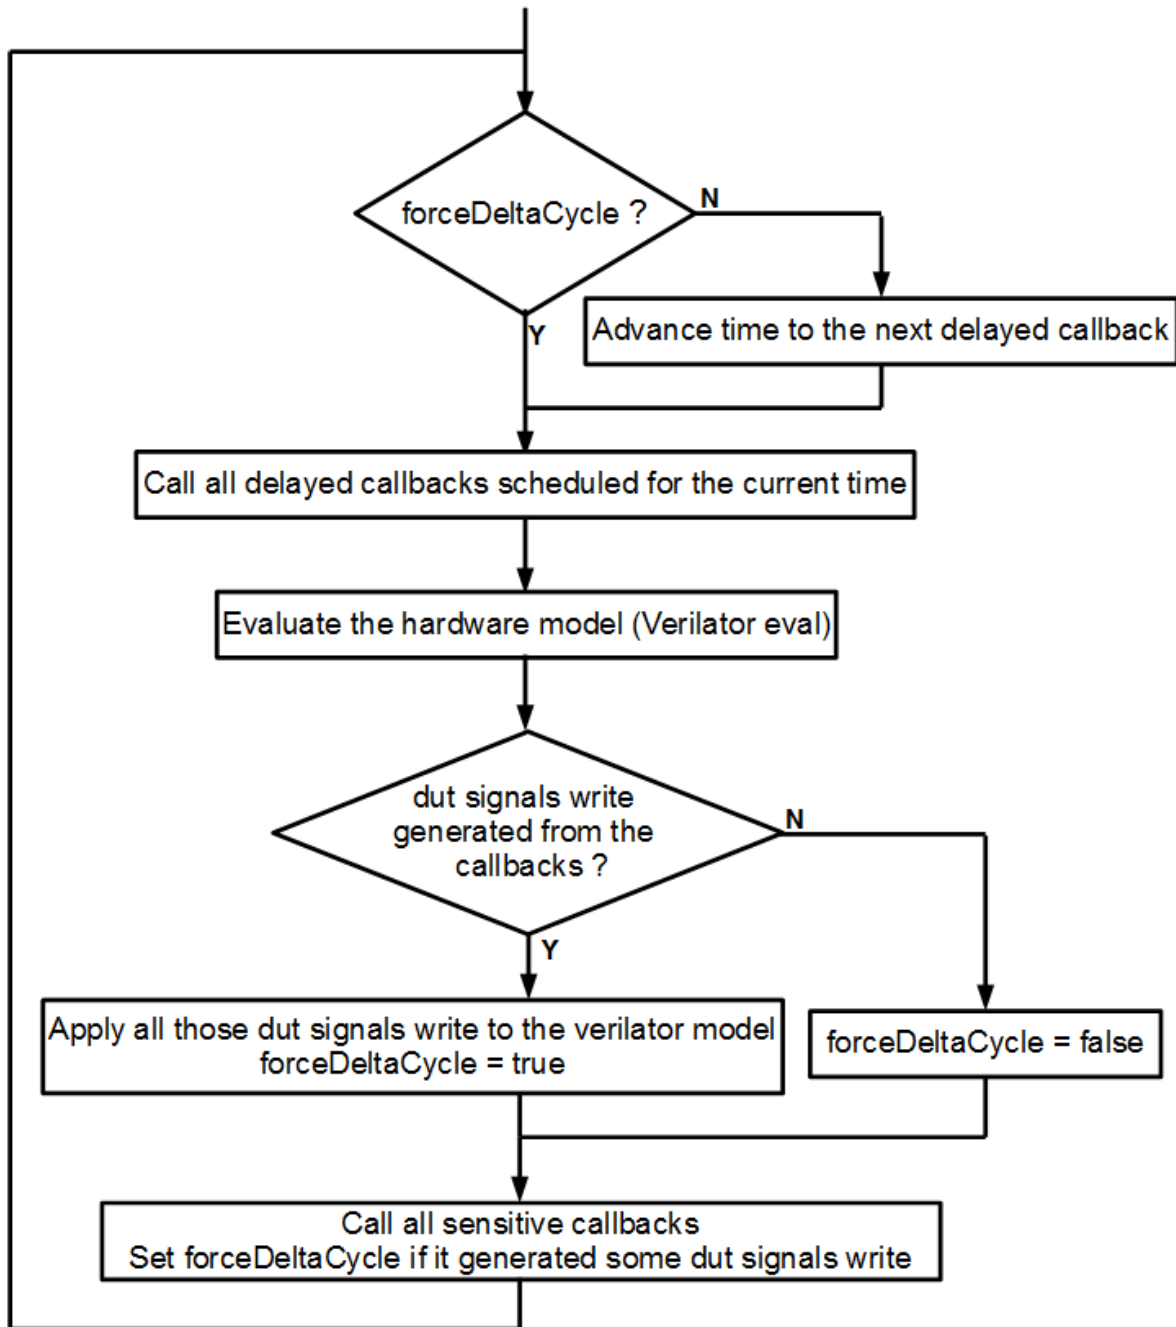 forceDeltaCycle ?
N
Y
Advance time to the next delayed callback
Call all delayed callbacks scheduled for the current time
Evaluate the hardware model (Verilator eval)
dut signals write
generated from the
callbacks ?
N
Y
Apply all those dut signals write to the verilator model
forceDeltaCycle = true
forceDeltaCycle = false
Call all sensitive callbacks
Set forceDeltaCycle if it generated some dut signals write